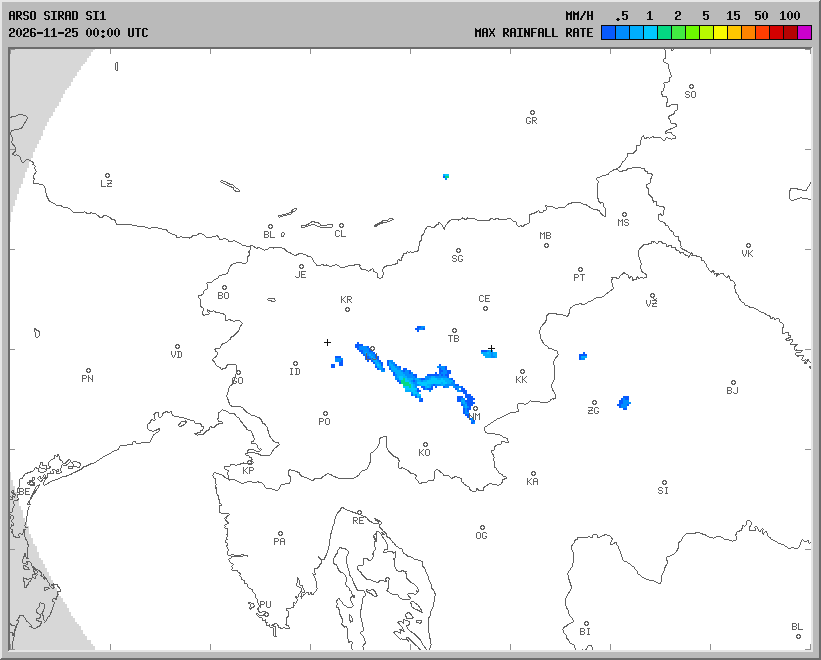 ARSO SIRAD SI1
MM/H .5 1 2 5 15 50 100
2026-11-25 00:00 UTC
MAX RAINFALL RATE
SO
GR
LZ
MS
BL
CL
MB
VK
SG
JE
PT
BO
KR
CE
VZ
TB
VD
ID
GO
PN
KK
BJ
ZG
NM
PO
KO
KP
KA
BE
SI
RE
OG
PA
PU
BI
BL